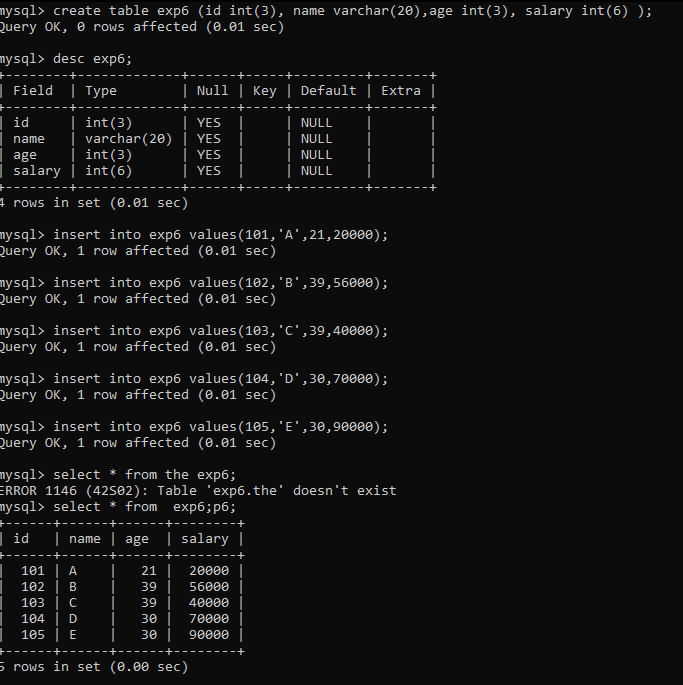 mysql> create table exp6 (id int(3), name varchar(20),age int(3), salary int(6) );
Query OK, 0 rows affected (0.01 sec)
mysql> desc exp6;
+--------+-------------+------+-----+---------+-------+
| Field | Type | Null | Key | Default | Extra |
+--------+-------------+------+-----+---------+-------+
| id | int(3) | YES | | NULL | |
| name | varchar(20) | YES | | NULL | |
| age | int(3) | YES | | NULL | |
| salary | int(6) | YES | | NULL | |
+--------+-------------+------+-----+---------+-------+
4 rows in set (0.01 sec)
mysql> insert into exp6 values(101,'A',21,20000);
Query OK, 1 row affected (0.01 sec)
mysql> insert into exp6 values(102,'B',39,56000);
Query OK, 1 row affected (0.01 sec)
mysql> insert into exp6 values(103,'C',39,40000);
Query OK, 1 row affected (0.01 sec)
mysql> insert into exp6 values(104,'D',30,70000);
Query OK, 1 row affected (0.01 sec)
mysql> insert into exp6 values(105,'E',30,90000);
Query OK, 1 row affected (0.01 sec)
mysql> select * from the exp6;
ERROR 1146 (42S02): Table 'exp6.the' doesn't exist
mysql> select * from  exp6;p6;
+------+------+------+--------+
| id | name | age | salary |
+------+------+------+--------+
| 101 | A | 21 | 20000 |
| 102 | B | 39 | 56000 |
| 103 | C | 39 | 40000 |
| 104 | D | 30 | 70000 |
| 105 | E | 30 | 90000 |
+------+------+------+--------+
5 rows in set (0.00 sec)